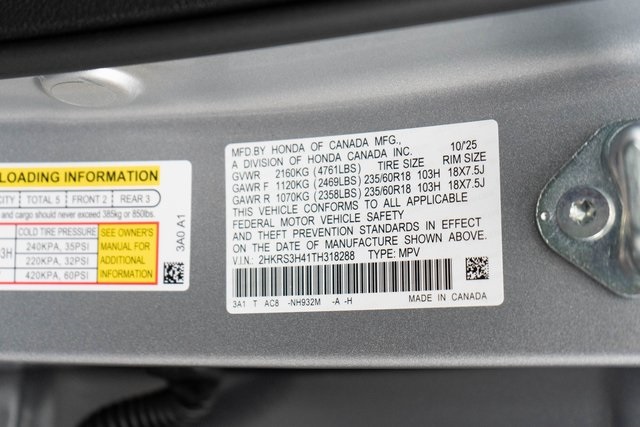 LOADING INFORMATION
CITY TOTAL 5 FRONT 2 REAR 3
and cargo should never exceed 385kg or 850lbs.
COLD TIRE PRESSURE SEE OWNER'S
3H 240KPA, 35PSI MANUAL FOR
220KPA, 32PSI ADDITIONAL
420KPA, 60PSI INFORMATION
3A0 A1
MFD.BY HONDA OF CANADA MFG., 10/'25
A DIVISION OF HONDA CANADA INC.
GVWR 2160KG (4761LBS) TIRE SIZE RIM SIZE
GAWR F 1120KG (2469LBS) 235/60R18 103H 18X7.5J
GAWR R 1070KG (2358LBS) 235/60R18 103H 18X7.5J
THIS VEHICLE CONFORMS TO ALL APPLICABLE
FEDERAL MOTOR VEHICLE SAFETY
AND THEFT PREVENTION STANDARDS IN EFFECT
ON THE DATE OF MANUFACTURE SHOWN ABOVE.
V.I.N: 2HKRS3H41TH318288 TYPE: MPV
3A1 T AC8 -NH932M -A -H MADE IN CANADA